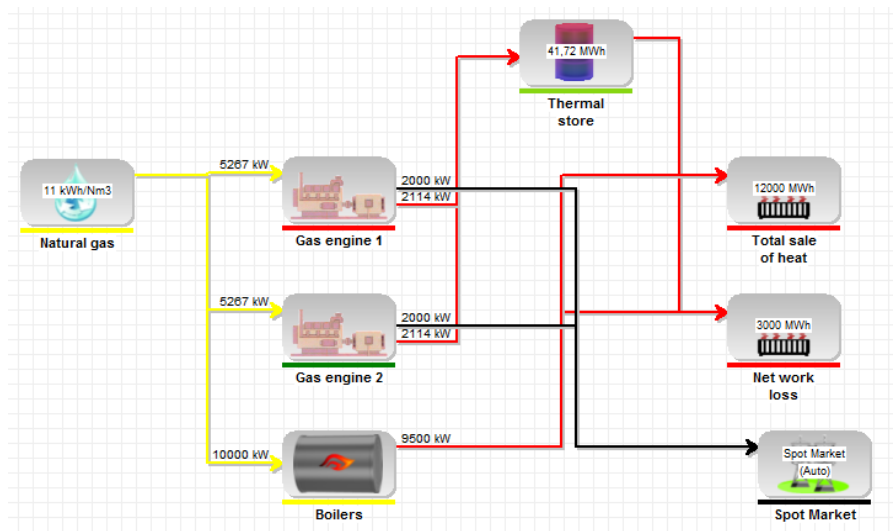 41,72 MWh
Thermal
store
11 kWh/Nm3
Natural gas
5267 kW
2000 kW
2114 kW
Gas engine 1
12000 MWh
Total sale
of heat
5267 kW
2000 kW
2114 kW
Gas engine 2
3000 MWh
Net work
loss
10000 kW
9500 kW
Boilers
Spot Market
(Auto)
Spot Market